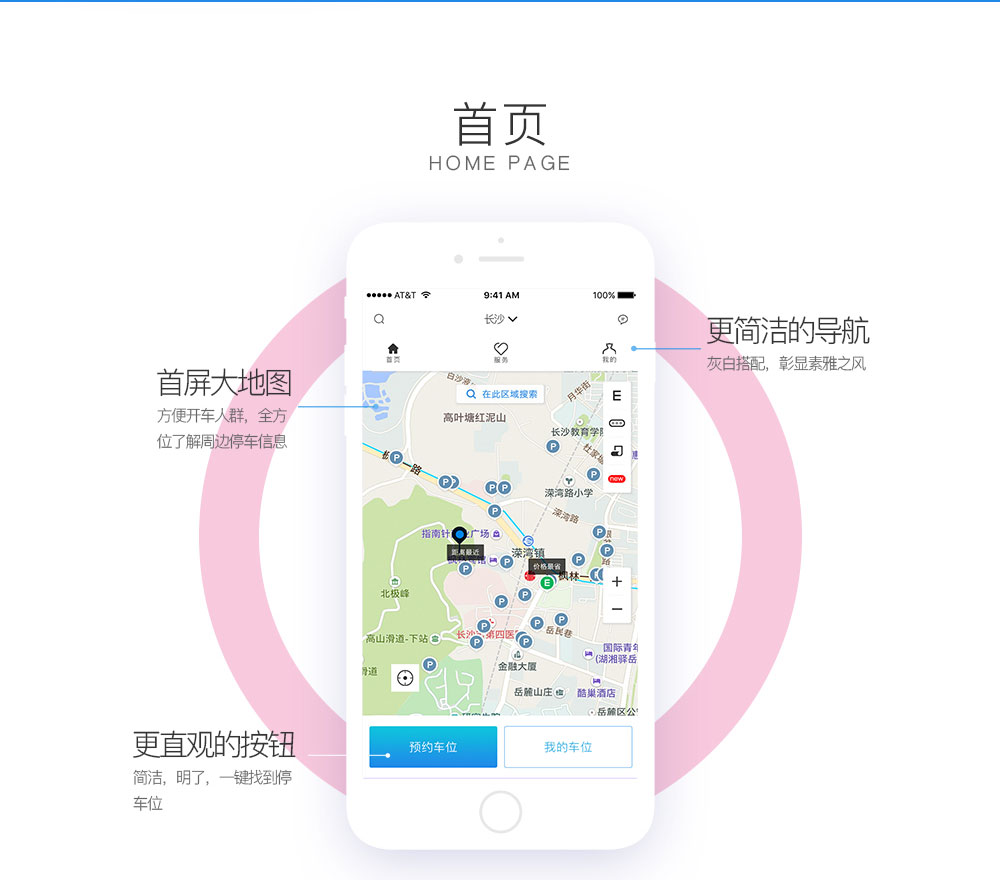 首页
HOME PAGE
AT&T 9:41 AM 100%
长沙
首页 服务 我的
更简洁的导航
灰白搭配，彰显素雅之风
首屏大地图
方便开车人群，全方
位了解周边停车信息
在此区域搜索
月华街
高叶塘红泥山
长沙教育学院
E
new
溁湾路小学
溁湾路
指南针
业广场
距离最近
溁湾镇
价格最省
枫林一
E
北极峰
岳民巷
高山滑道-下站
长沙
第四医
国际青年
(湖湘驿岳
金融大厦
滑道
岳麓山庄
酷巢酒店
岳麓区公
预约车位
我的车位
更直观的按钮
简洁，明了，一键找到停
车位